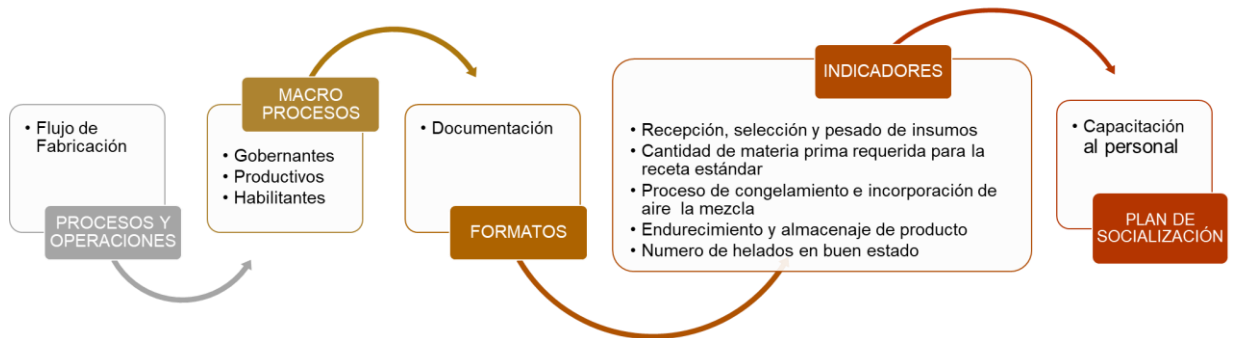 • Flujo de
Fabricación
PROCESOS Y
OPERACIONES
MACRO
PROCESOS
• Gobernantes
• Productivos
• Habilitantes
• Documentación
FORMATOS
INDICADORES
• Recepción, selección y pesado de insumos
• Cantidad de materia prima requerida para la
receta estándar
• Proceso de congelamiento e incorporación de
aire la mezcla
• Endurecimiento y almacenaje de producto
• Numero de helados en buen estado
• Capacitación
al personal
PLAN DE
SOCIALIZACIÓN